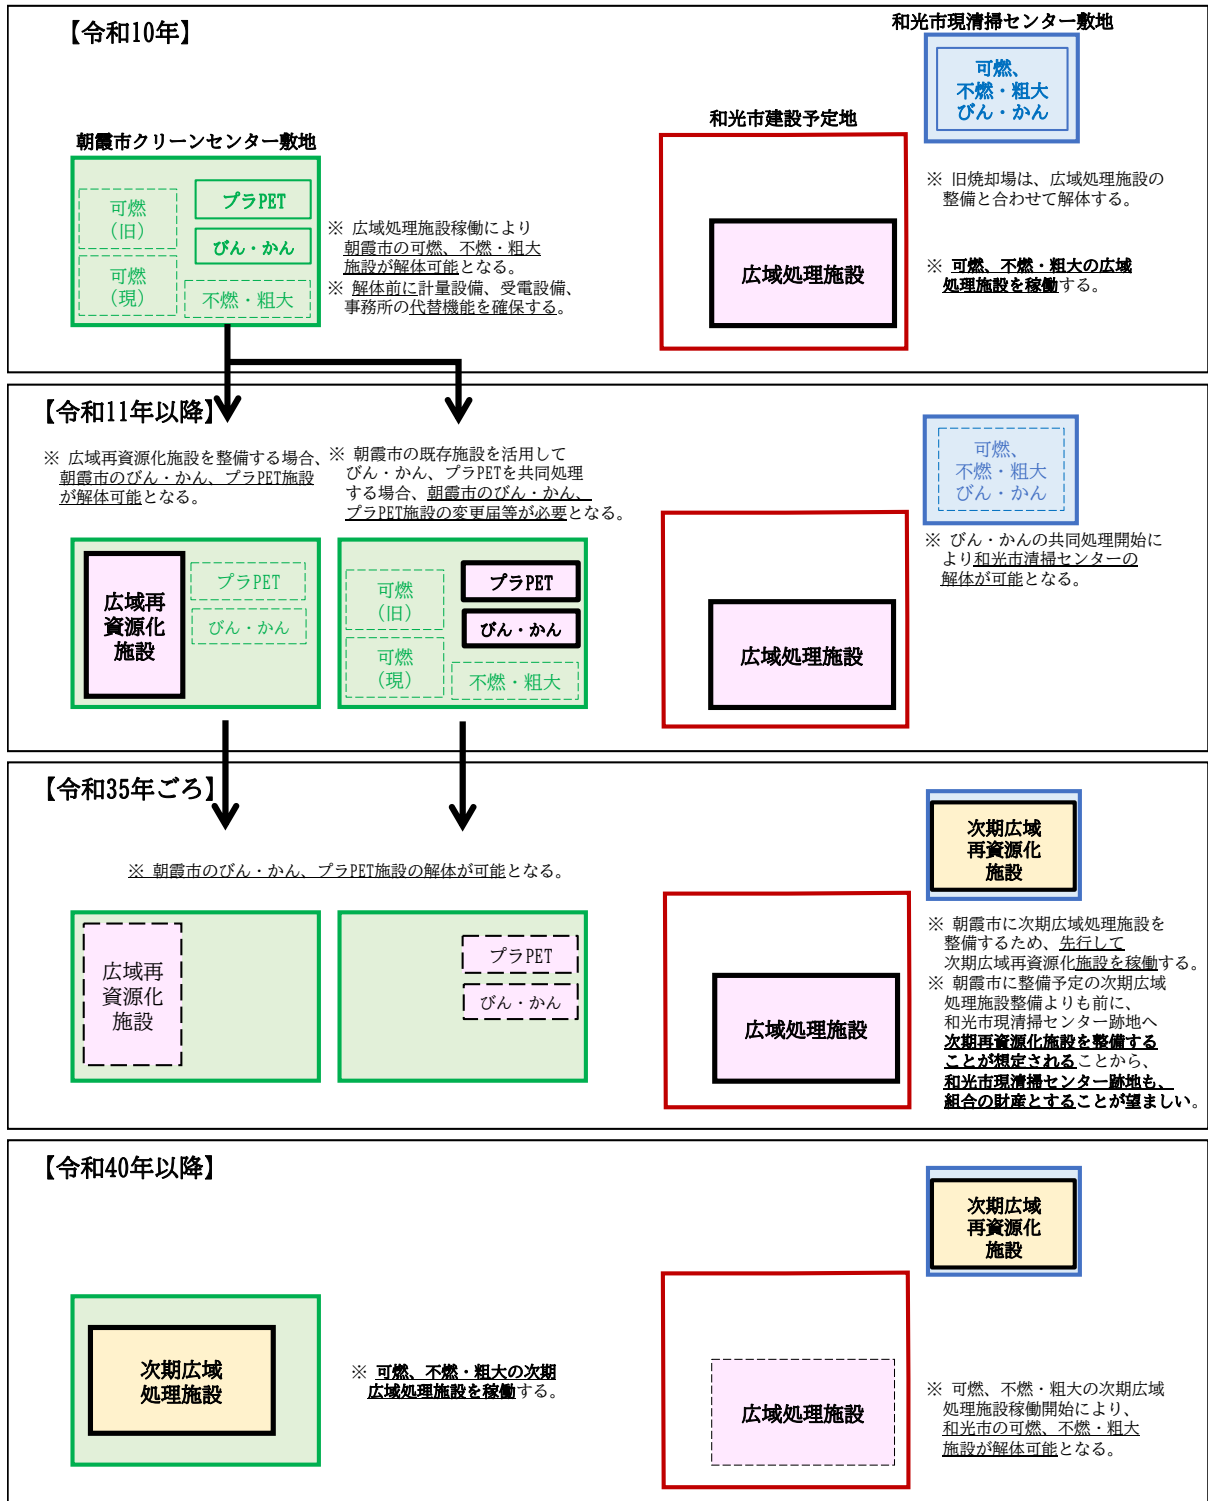 【令和10年】
和光市現清掃センター敷地
可燃、
不燃・粗大
びん・かん
朝霞市クリーンセンター敷地
可燃
（旧）
プラPET
びん・かん
可燃
（現）
不燃・粗大
※ 広域処理施設稼働により
朝霞市の可燃、不燃・粗大
施設が解体可能となる。
※ 解体前に計量設備、受電設備、
事務所の代替機能を確保する。
和光市建設予定地
広域処理施設
※ 旧焼却場は、広域処理施設の
整備と合わせて解体する。
※ 可燃、不燃・粗大の広域
処理施設を稼働する。
【令和11年以降】
※ 広域再資源化施設を整備する場合、
朝霞市のびん・かん、プラPET施設
が解体可能となる。
※ 朝霞市の既存施設を活用して
びん・かん、プラPETを共同処理
する場合、朝霞市のびん・かん、
プラPET施設の変更届等が必要となる。
広域再
資源化
施設
プラPET
びん・かん
可燃
（旧）
プラPET
びん・かん
可燃
（現）
不燃・粗大
広域処理施設
可燃、
不燃・粗大
びん・かん
※ びん・かんの共同処理開始に
より和光市清掃センターの
解体が可能となる。
【令和35年ごろ】
※ 朝霞市のびん・かん、プラPET施設の解体が可能となる。
広域再
資源化
施設
プラPET
びん・かん
広域処理施設
次期広域
再資源化
施設
※ 朝霞市に次期広域処理施設を
整備するため、先行して
次期広域再資源化施設を稼働する。
※ 朝霞市に整備予定の次期広域
処理施設整備よりも前に、
和光市現清掃センター跡地へ
次期再資源化施設を整備する
ことが想定されることから、
和光市現清掃センター跡地も、
組合の財産とすることが望ましい。
【令和40年以降】
次期広域
再資源化
施設
次期広域
処理施設
※ 可燃、不燃・粗大の次期
広域処理施設を稼働する。
広域処理施設
※ 可燃、不燃・粗大の次期広域
処理施設稼働開始により、
和光市の可燃、不燃・粗大
施設が解体可能となる。